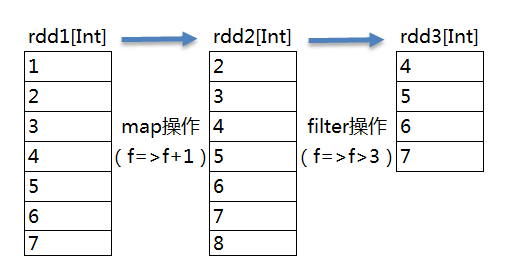 rdd1[Int] rdd2[Int] rdd3[Int]
1 2 4
2 3 5
3 map操作 4 filter操作 6
4 （f=>f+1） 5 （f=>f>3） 7
5 6
6 7
7 8